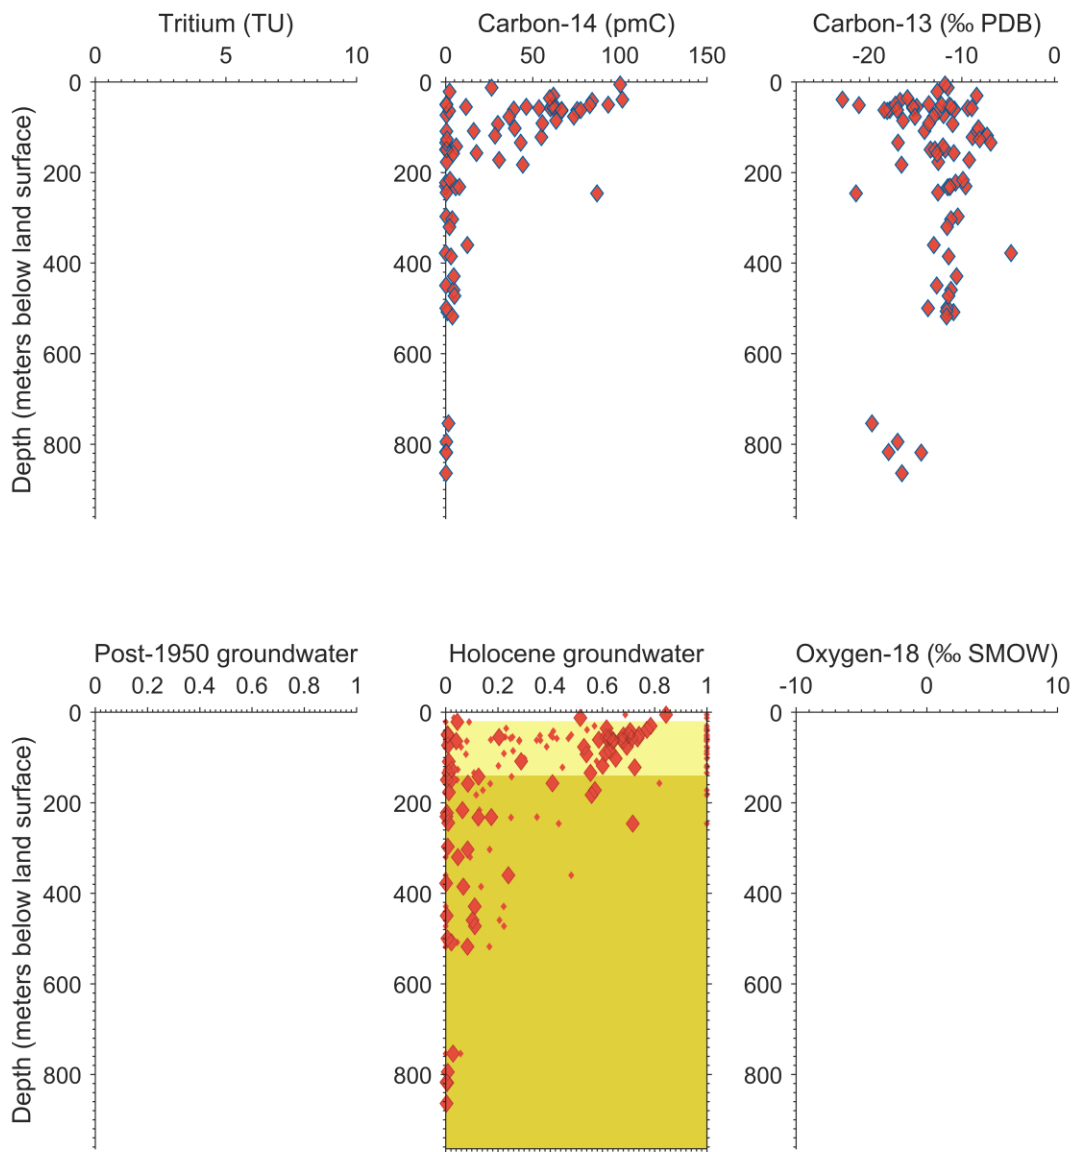 Tritium (TU) Carbon-14 (pmC) Carbon-13 (‰ PDB)
0 5 10 0 50 100 150 -20 -10 0
0 0 0
200 200 200
400 400 400
600 600 600
800 800 800
Depth (meters below land surface)
Post-1950 groundwater Holocene groundwater Oxygen-18 (‰ SMOW)
0 0.2 0.4 0.6 0.8 1 0 0.2 0.4 0.6 0.8 1 -10 0 10
0 0 0
200 200 200
400 400 400
600 600 600
800 800 800
Depth (meters below land surface)